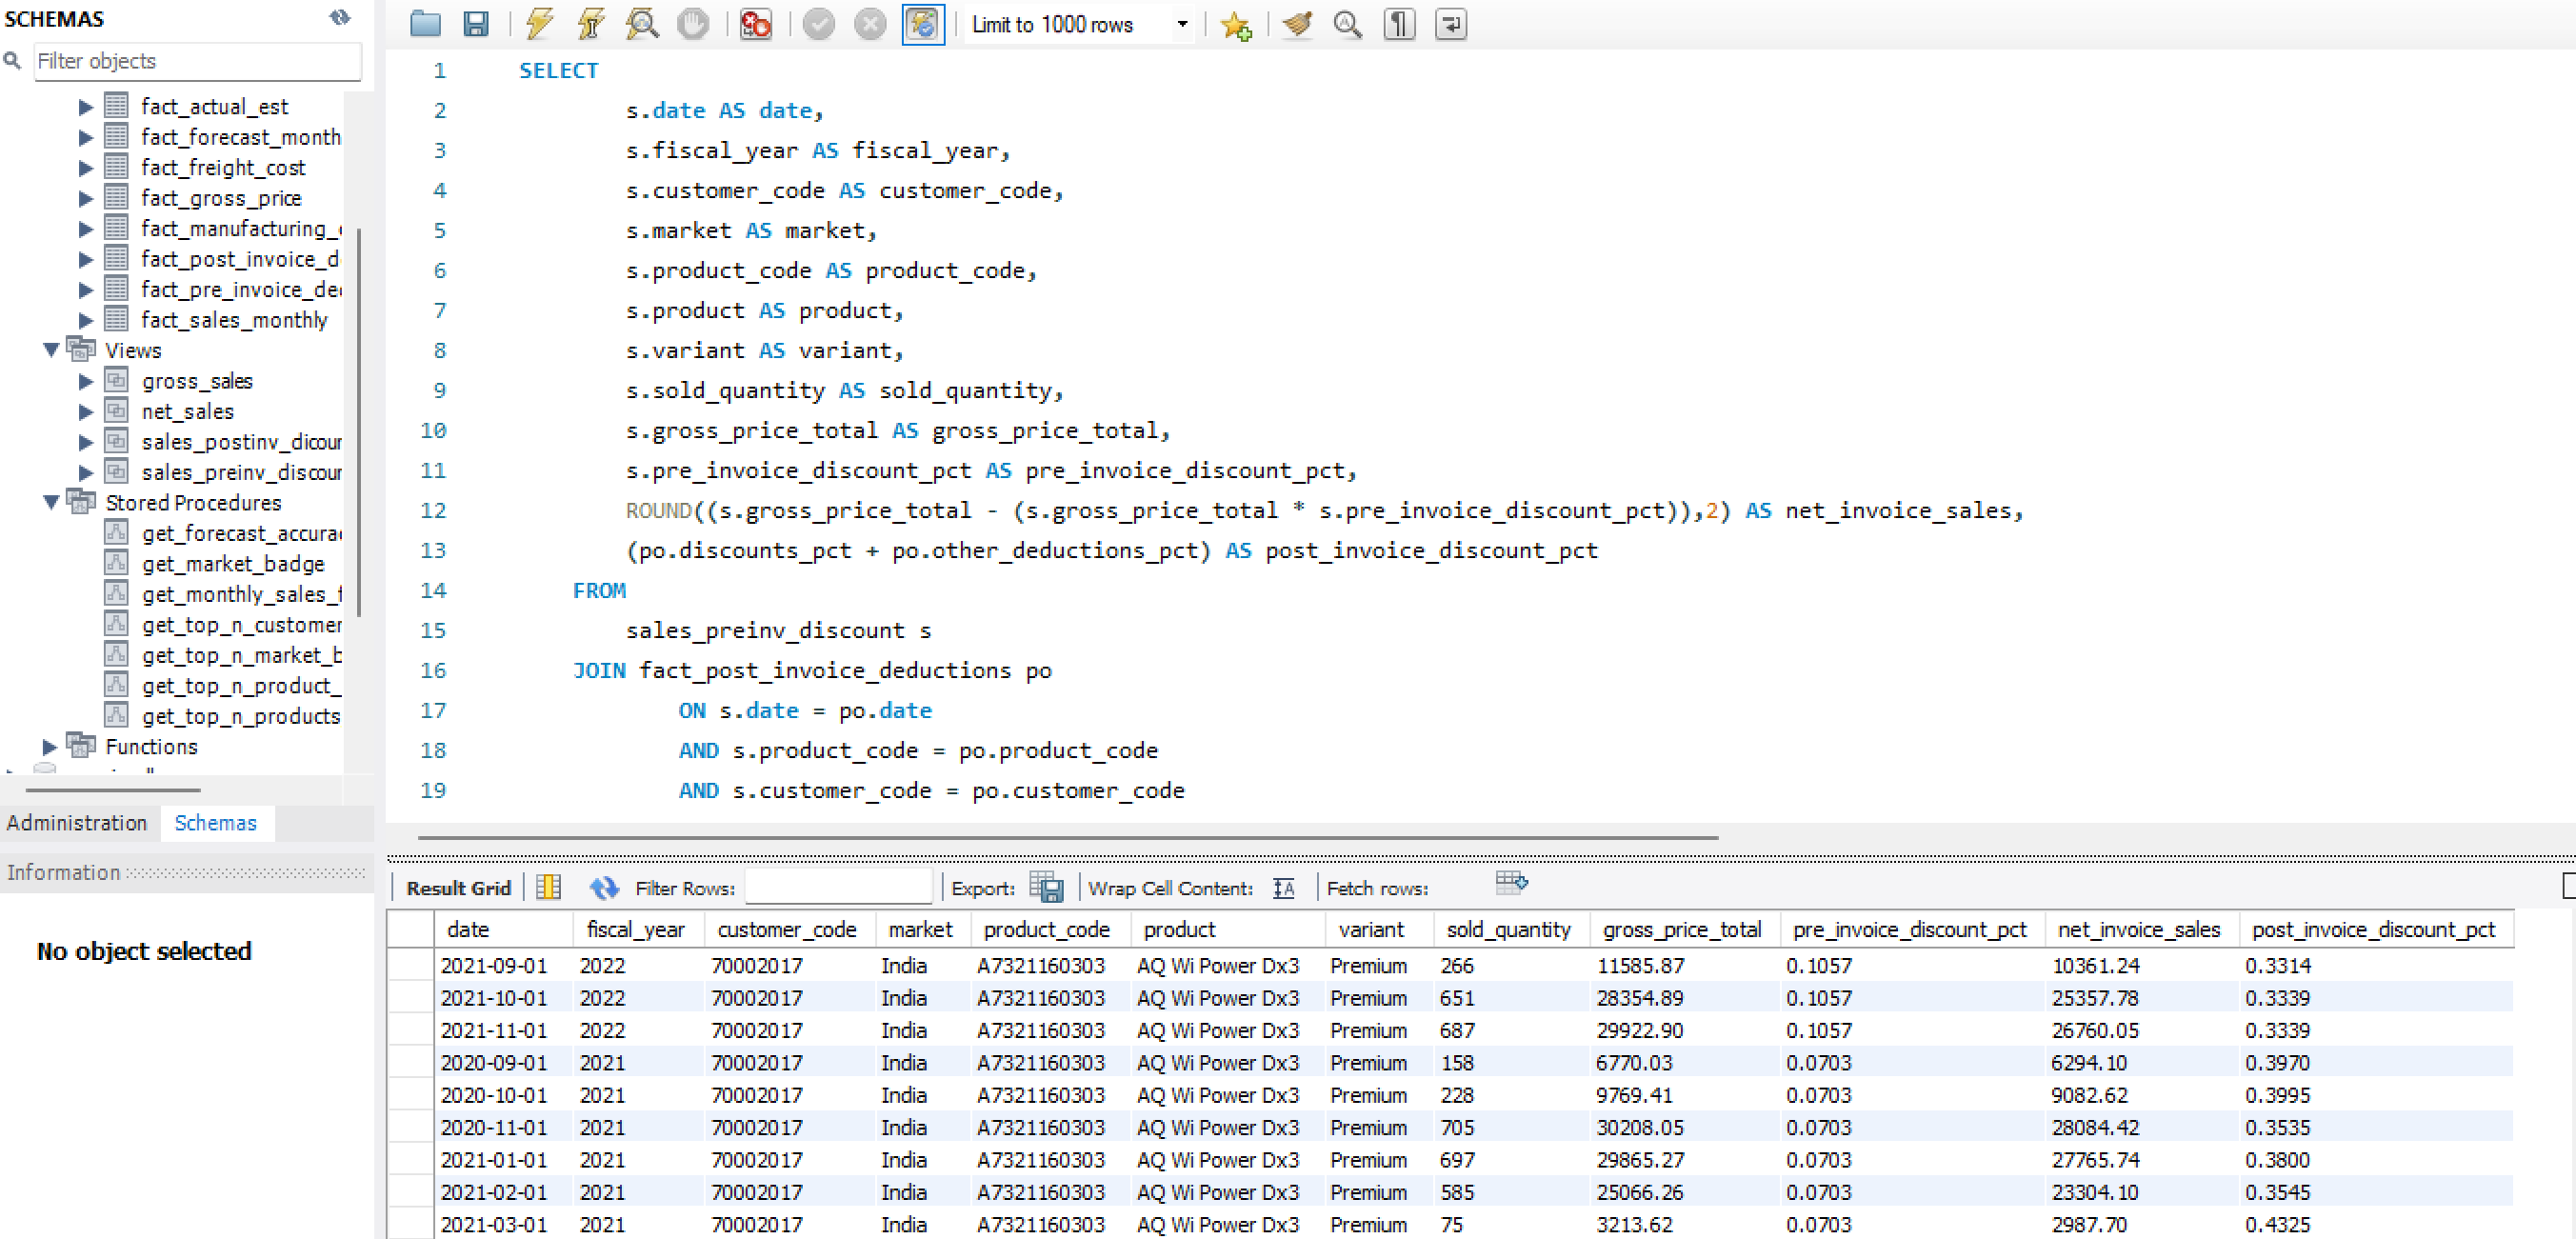 SCHEMAS
Filter objects
fact_actual_est
fact_forecast_month
fact_freight_cost
fact_gross_price
fact_manufacturing_
fact_post_invoice_d
fact_pre_invoice_de
fact_sales_monthly
Views
gross_sales
net_sales
sales_postinv_dicour
sales_preinv_discour
Stored Procedures
get_forecast_accura
get_market_badge
get_monthly_sales_f
get_top_n_customer
get_top_n_market_b
get_top_n_product_
get_top_n_products
Functions
Administration Schemas
Information
No object selected
Limit to 1000 rows
1 SELECT
2 s.date AS date,
3 s.fiscal_year AS fiscal_year,
4 s.customer_code AS customer_code,
5 s.market AS market,
6 s.product_code AS product_code,
7 s.product AS product,
8 s.variant AS variant,
9 s.sold_quantity AS sold_quantity,
10 s.gross_price_total AS gross_price_total,
11 s.pre_invoice_discount_pct AS pre_invoice_discount_pct,
12 ROUND((s.gross_price_total - (s.gross_price_total * s.pre_invoice_discount_pct)),2) AS net_invoice_sales,
13 (po.discounts_pct + po.other_deductions_pct) AS post_invoice_discount_pct
14 FROM
15 sales_preinv_discount s
16 JOIN fact_post_invoice_deductions po
17 ON s.date = po.date
18 AND s.product_code = po.product_code
19 AND s.customer_code = po.customer_code
Result Grid Filter Rows: Export: Wrap Cell Content: Fetch rows:
date fiscal_year customer_code market product_code product variant sold_quantity gross_price_total pre_invoice_discount_pct net_invoice_sales post_invoice_discount_pct
2021-09-01 2022 70002017 India A7321160303 AQ Wi Power Dx3 Premium 266 11585.87 0.1057 10361.24 0.3314
2021-10-01 2022 70002017 India A7321160303 AQ Wi Power Dx3 Premium 651 28354.89 0.1057 25357.78 0.3339
2021-11-01 2022 70002017 India A7321160303 AQ Wi Power Dx3 Premium 687 29922.90 0.1057 26760.05 0.3339
2020-09-01 2021 70002017 India A7321160303 AQ Wi Power Dx3 Premium 158 6770.03 0.0703 6294.10 0.3970
2020-10-01 2021 70002017 India A7321160303 AQ Wi Power Dx3 Premium 228 9769.41 0.0703 9082.62 0.3995
2020-11-01 2021 70002017 India A7321160303 AQ Wi Power Dx3 Premium 705 30208.05 0.0703 28084.42 0.3535
2021-01-01 2021 70002017 India A7321160303 AQ Wi Power Dx3 Premium 697 29865.27 0.0703 27765.74 0.3800
2021-02-01 2021 70002017 India A7321160303 AQ Wi Power Dx3 Premium 585 25066.26 0.0703 23304.10 0.3545
2021-03-01 2021 70002017 India A7321160303 AQ Wi Power Dx3 Premium 75 3213.62 0.0703 2987.70 0.4325